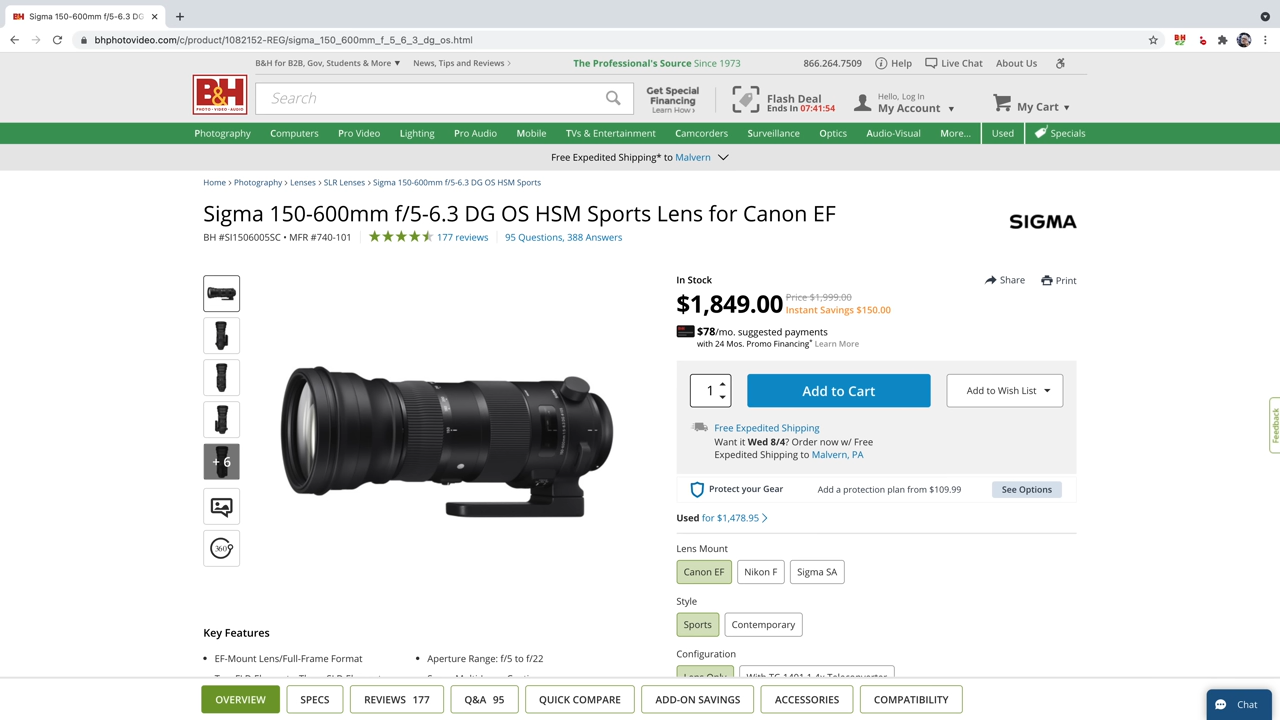 Sigma 150-600mm f/5-6.3 DG
bhphotovideo.com/c/product/1082152-REG/sigma_150_600mm_f_5_6_3_dg_os.html
B&H for B2B, Gov, Students & More
News, Tips and Reviews
The Professional's Source Since 1973
866.264.7509
Help
Live Chat
About Us
B&H
PHOTO · VIDEO · AUDIO
Search
Get Special
Financing
Learn How
Flash Deal
Ends In 07:41:54
Hello, Log In
My Account
My Cart
Photography Computers Pro Video Lighting Pro Audio Mobile TVs & Entertainment Camcorders Surveillance Optics Audio-Visual More... Used Specials
Free Expedited Shipping* to Malvern
Home › Photography › Lenses › SLR Lenses › Sigma 150-600mm f/5-6.3 DG OS HSM Sports
Sigma 150-600mm f/5-6.3 DG OS HSM Sports Lens for Canon EF
SIGMA
BH #SI1506005SC • MFR #740-101
177 reviews
95 Questions, 388 Answers
+ 6
360°
In Stock
Share
Print
$1,849.00
Price $1,999.00
Instant Savings $150.00
$78/mo. suggested payments
with 24 Mos. Promo Financing* Learn More
1
Add to Cart
Add to Wish List
Free Expedited Shipping
Want it Wed 8/4? Order now w/ Free
Expedited Shipping to Malvern, PA
Protect your Gear
Add a protection plan from $109.99
See Options
Used for $1,478.95
Lens Mount
Canon EF
Nikon F
Sigma SA
Style
Sports
Contemporary
Configuration
Feedback
Key Features
• EF-Mount Lens/Full-Frame Format
• Aperture Range: f/5 to f/22
OVERVIEW
SPECS
REVIEWS 177
Q&A 95
QUICK COMPARE
ADD-ON SAVINGS
ACCESSORIES
COMPATIBILITY
Chat